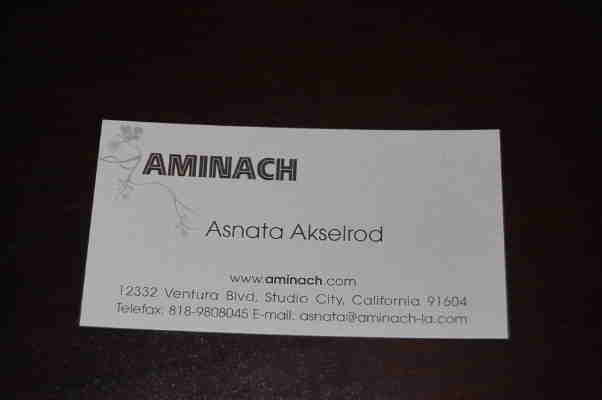 AMINACH
Asnata Akselrod
www.aminach.com
12332 Ventura Blvd, Studio City, California 91604
Telefax: 818-9808045 E-mail: asnata@aminach-la.com